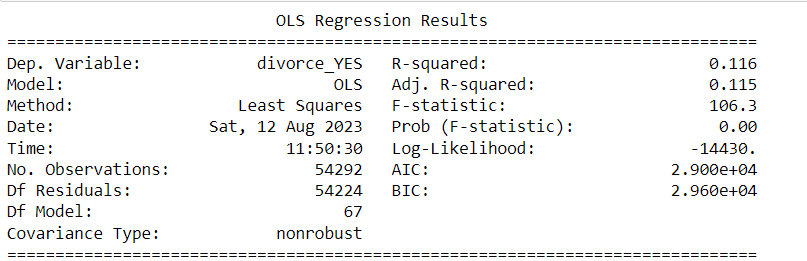 OLS Regression Results
==============================================================================
Dep. Variable: divorce_YES R-squared: 0.116
Model: OLS Adj. R-squared: 0.115
Method: Least Squares F-statistic: 106.3
Date: Sat, 12 Aug 2023 Prob (F-statistic): 0.00
Time: 11:50:30 Log-Likelihood: -14430.
No. Observations: 54292 AIC: 2.900e+04
Df Residuals: 54224 BIC: 2.960e+04
Df Model: 67
Covariance Type: nonrobust
==============================================================================